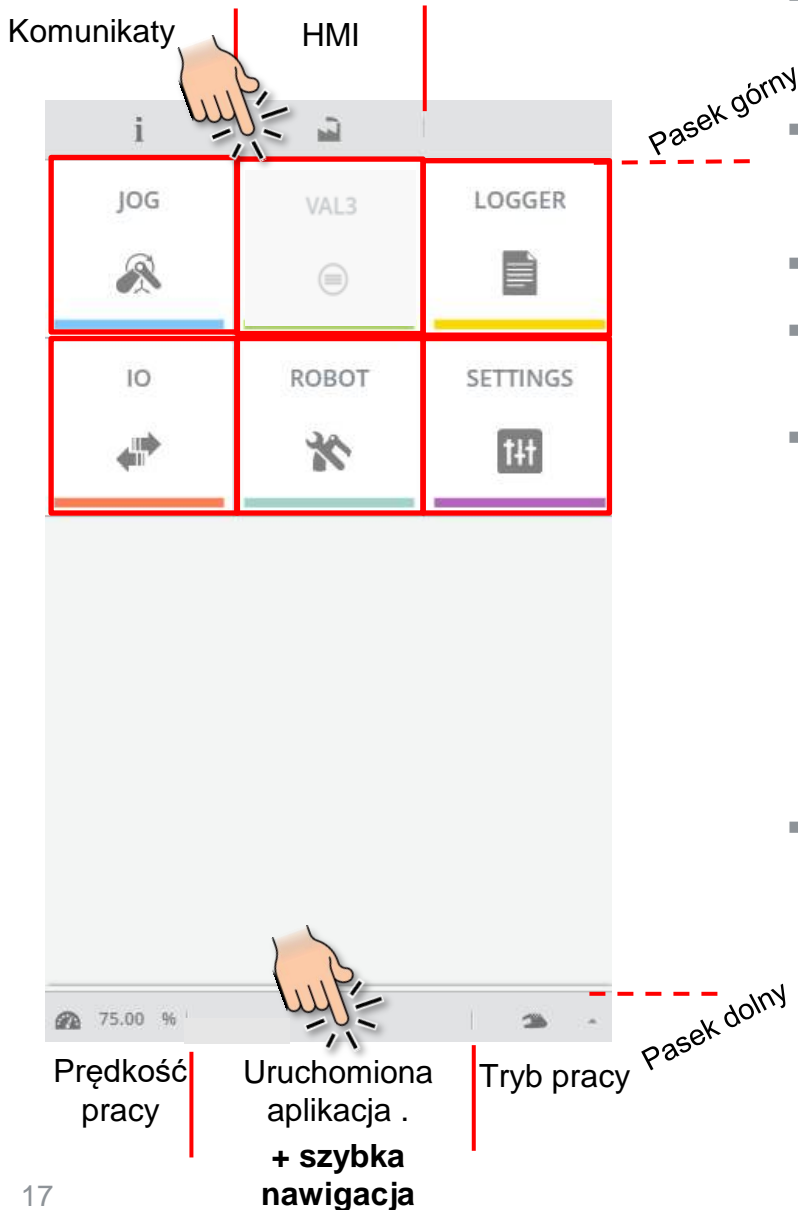 Komunikaty
HMI
Pasek górny
i
JOG
VAL3
LOGGER
IO
ROBOT
SETTINGS
75.00 %
Pasek dolny
Prędkość
pracy
Uruchomiona
aplikacja .
+ szybka
nawigacja
Tryb pracy
17